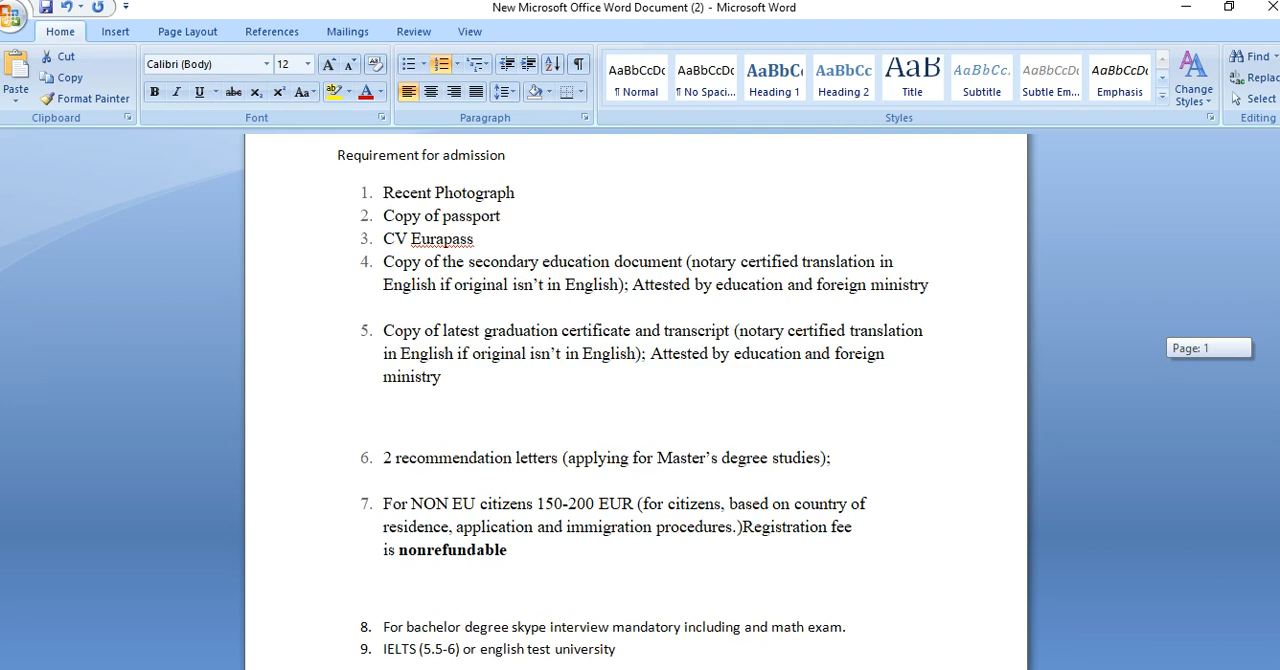 New Microsoft Office Word Document (2) - Microsoft Word
Home Insert Page Layout References Mailings Review View
Paste
Cut
Copy
Format Painter
Clipboard
Calibri (Body) 12
B I U abc x₂ x² Aa ab A
Font
Paragraph
AaBbCcDc AaBbCcDc AaBbC AaBbCc AaB AaBbCc. AaBbCcDc AaBbCcDc
¶ Normal ¶ No Spaci... Heading 1 Heading 2 Title Subtitle Subtle Em... Emphasis
Change
Styles
Styles
Find
Replac
Select
Editing
Requirement for admission
1. Recent Photograph
2. Copy of passport
3. CV Eurapass
4. Copy of the secondary education document (notary certified translation in
English if original isn’t in English); Attested by education and foreign ministry
5. Copy of latest graduation certificate and transcript (notary certified translation
in English if original isn’t in English); Attested by education and foreign
ministry
Page: 1
6. 2 recommendation letters (applying for Master’s degree studies);
7. For NON EU citizens 150-200 EUR (for citizens, based on country of
residence, application and immigration procedures.)Registration fee
is nonrefundable
8. For bachelor degree skype interview mandatory including and math exam.
9. IELTS (5.5-6) or english test university